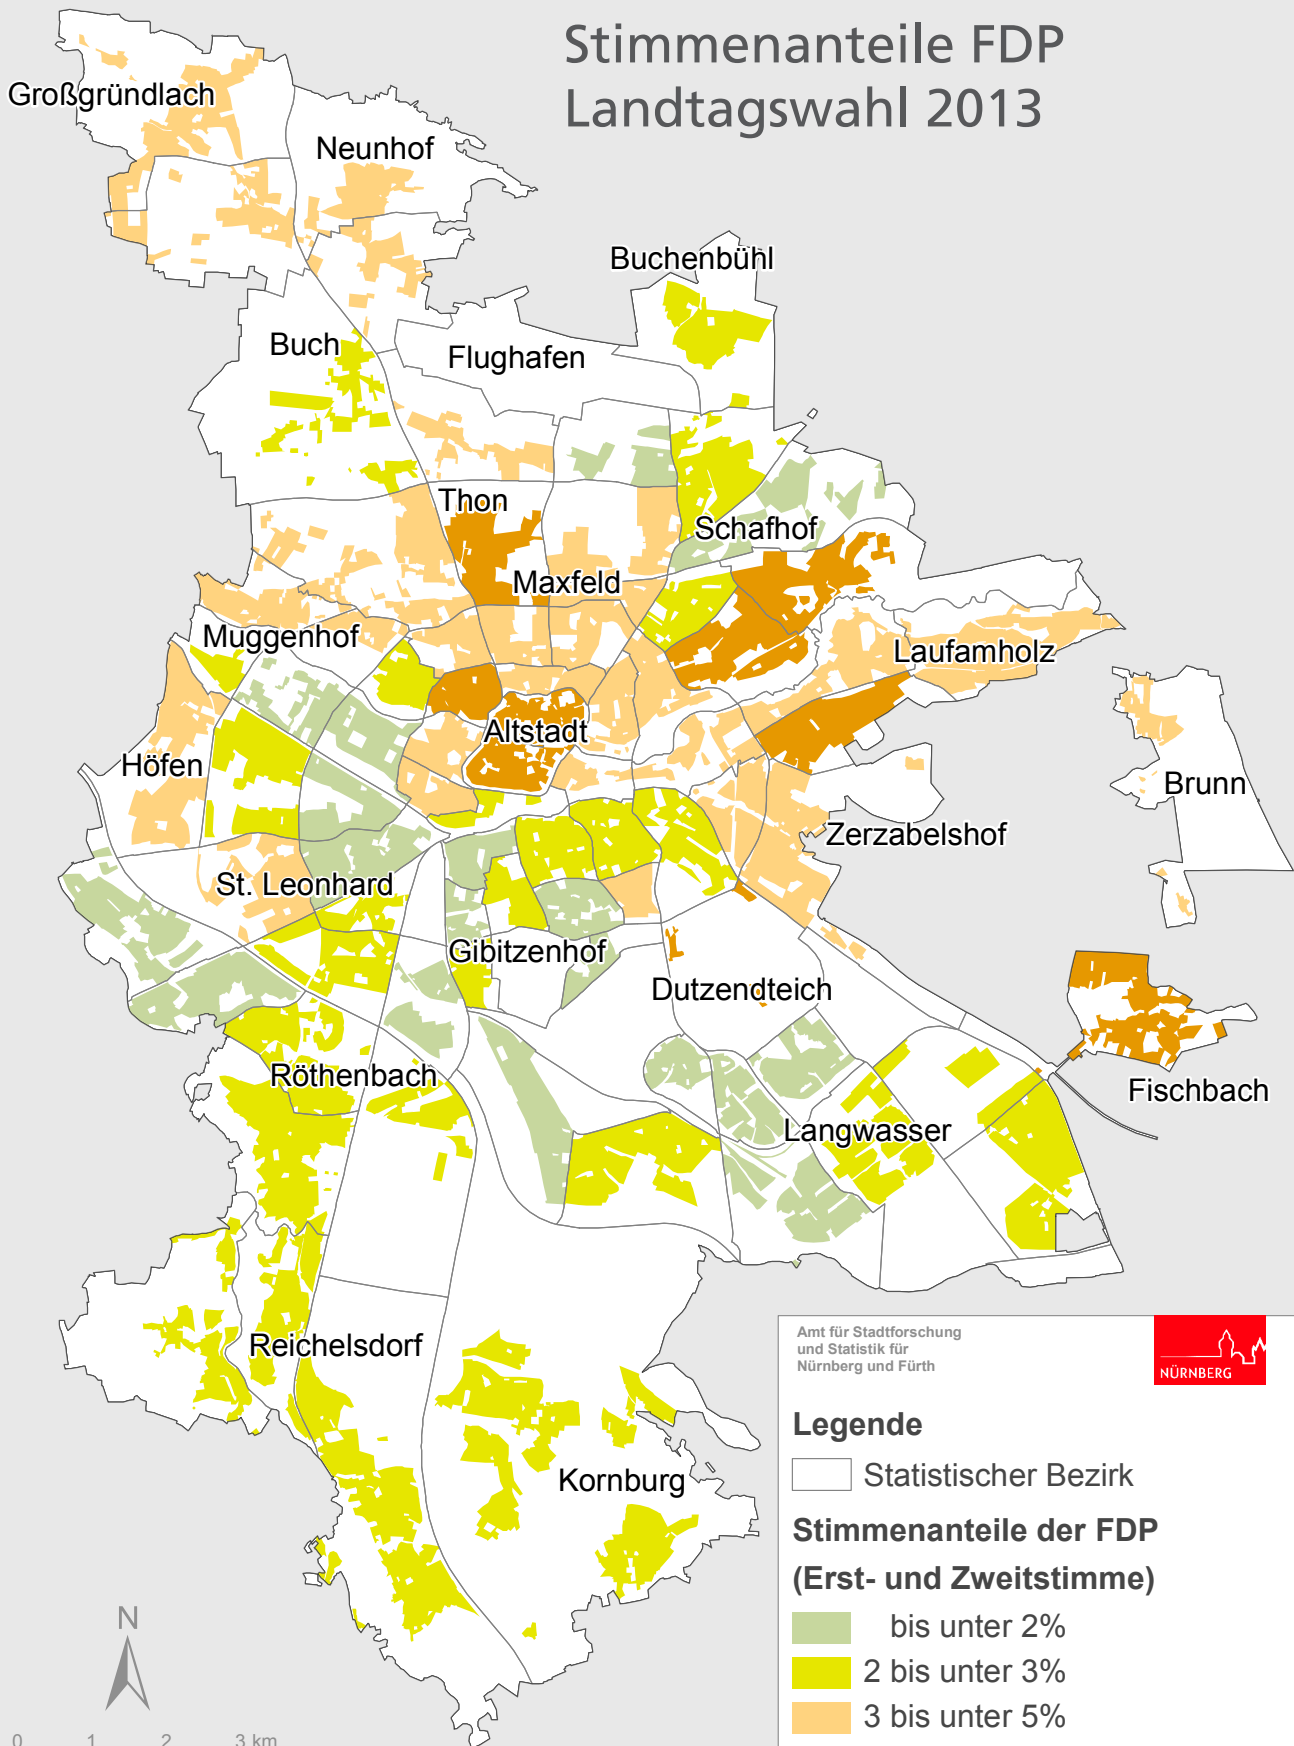 Stimmenanteile FDP
Landtagswahl 2013
Großgründlach
Neunhof
Buchenbühl
Buch
Flughafen
Thon
Schafhof
Maxfeld
Muggenhof
Laufamholz
Altstadt
Höfen
Brunn
Zerzabelshof
St. Leonhard
Gibitzenhof
Dutzendteich
Röthenbach
Fischbach
Langwasser
Reichelsdorf
Kornburg
Amt für Stadtforschung
und Statistik für
Nürnberg und Fürth
NÜRNBERG
Legende
Statistischer Bezirk
Stimmenanteile der FDP
(Erst- und Zweitstimme)
bis unter 2%
2 bis unter 3%
3 bis unter 5%
N
0 1 2 3 km